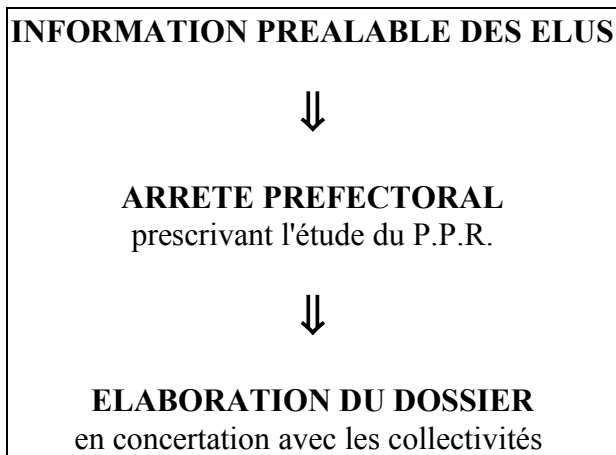 INFORMATION PREALABLE DES ELUS
⇓
ARRETE PREFECTORAL
prescrivant l'étude du P.P.R.
⇓
ELABORATION DU DOSSIER
en concertation avec les collectivités